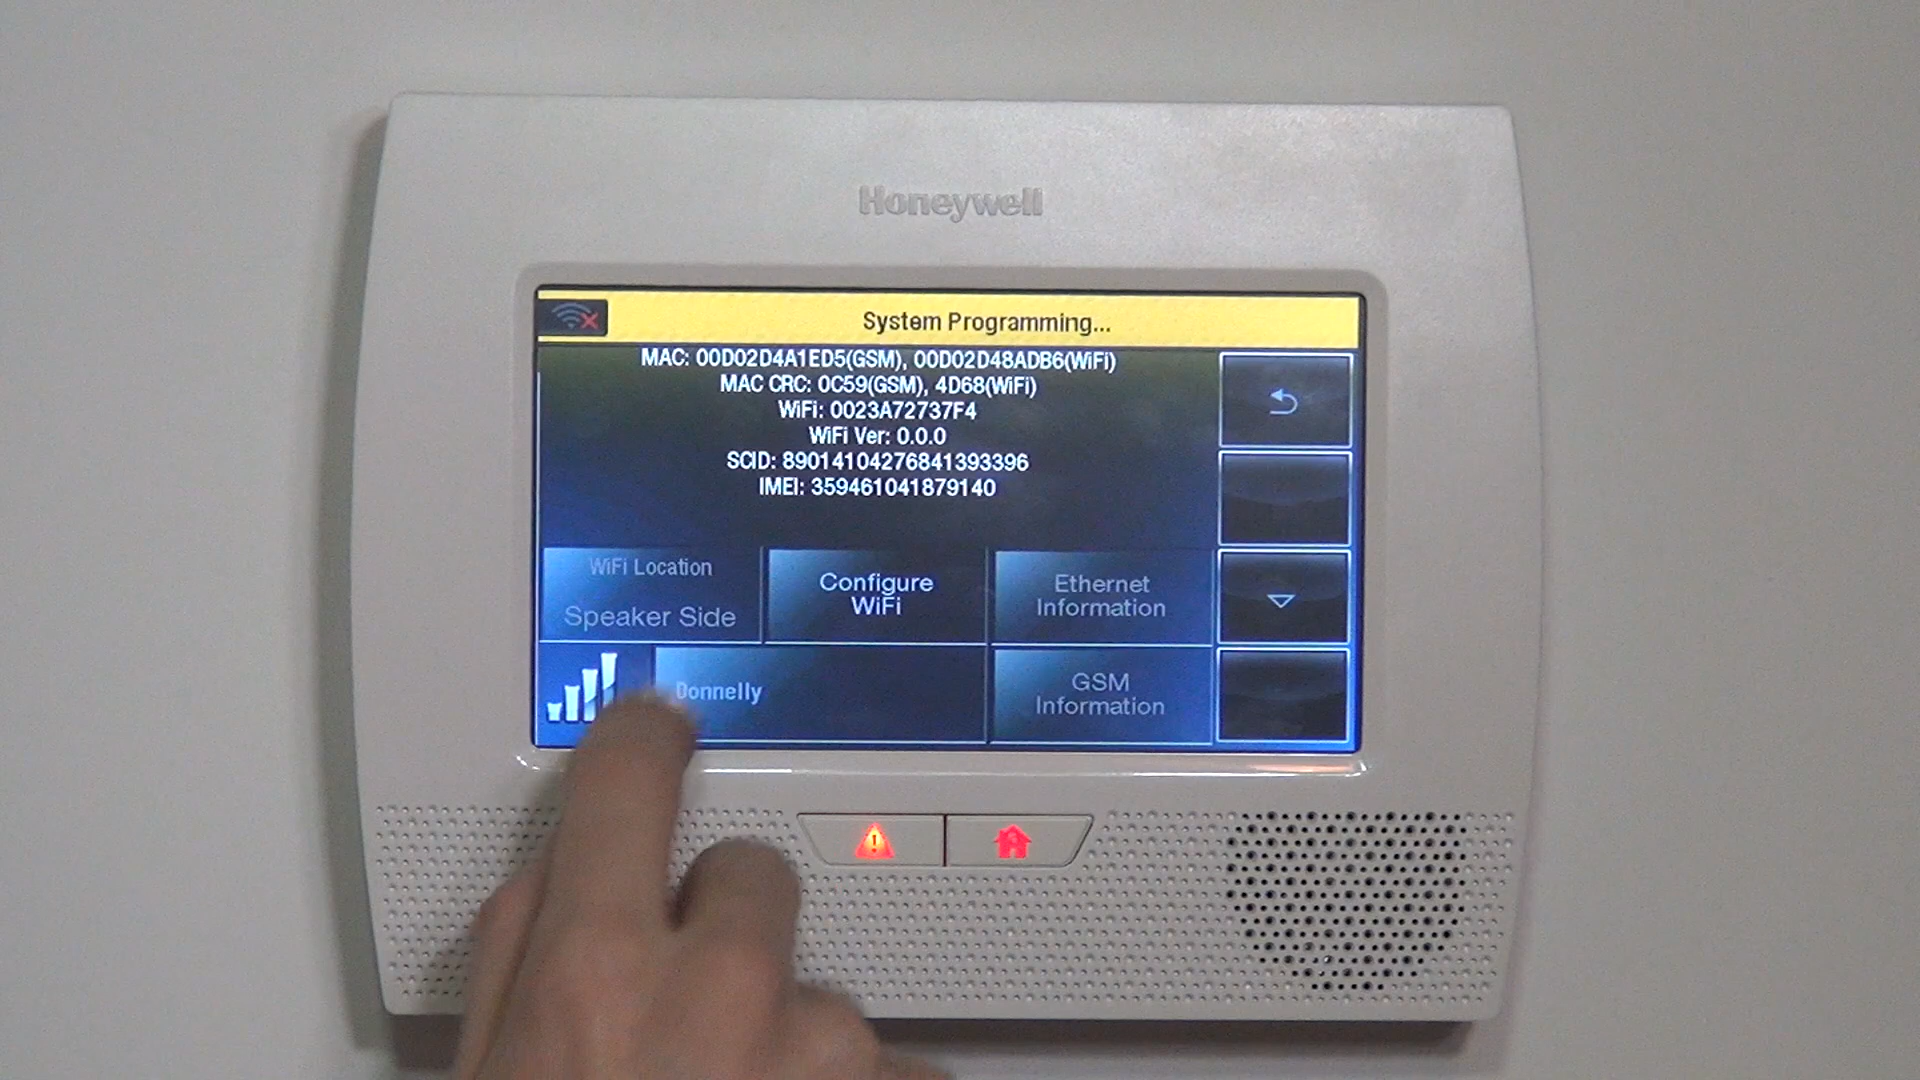 Honeywell
System Programming...
MAC: 00D02D4A1ED5(GSM), 00D02D48ADB6(WiFi)
MAC CRC: 0C59(GSM), 4D68(WiFi)
WiFi: 0023A72737F4
WiFi Ver: 0.0.0
SCID: 89014104276841393396
IMEI: 359461041879140
WiFi Location
Speaker Side
Configure
WiFi
Ethernet
Information
Donnelly
GSM
Information